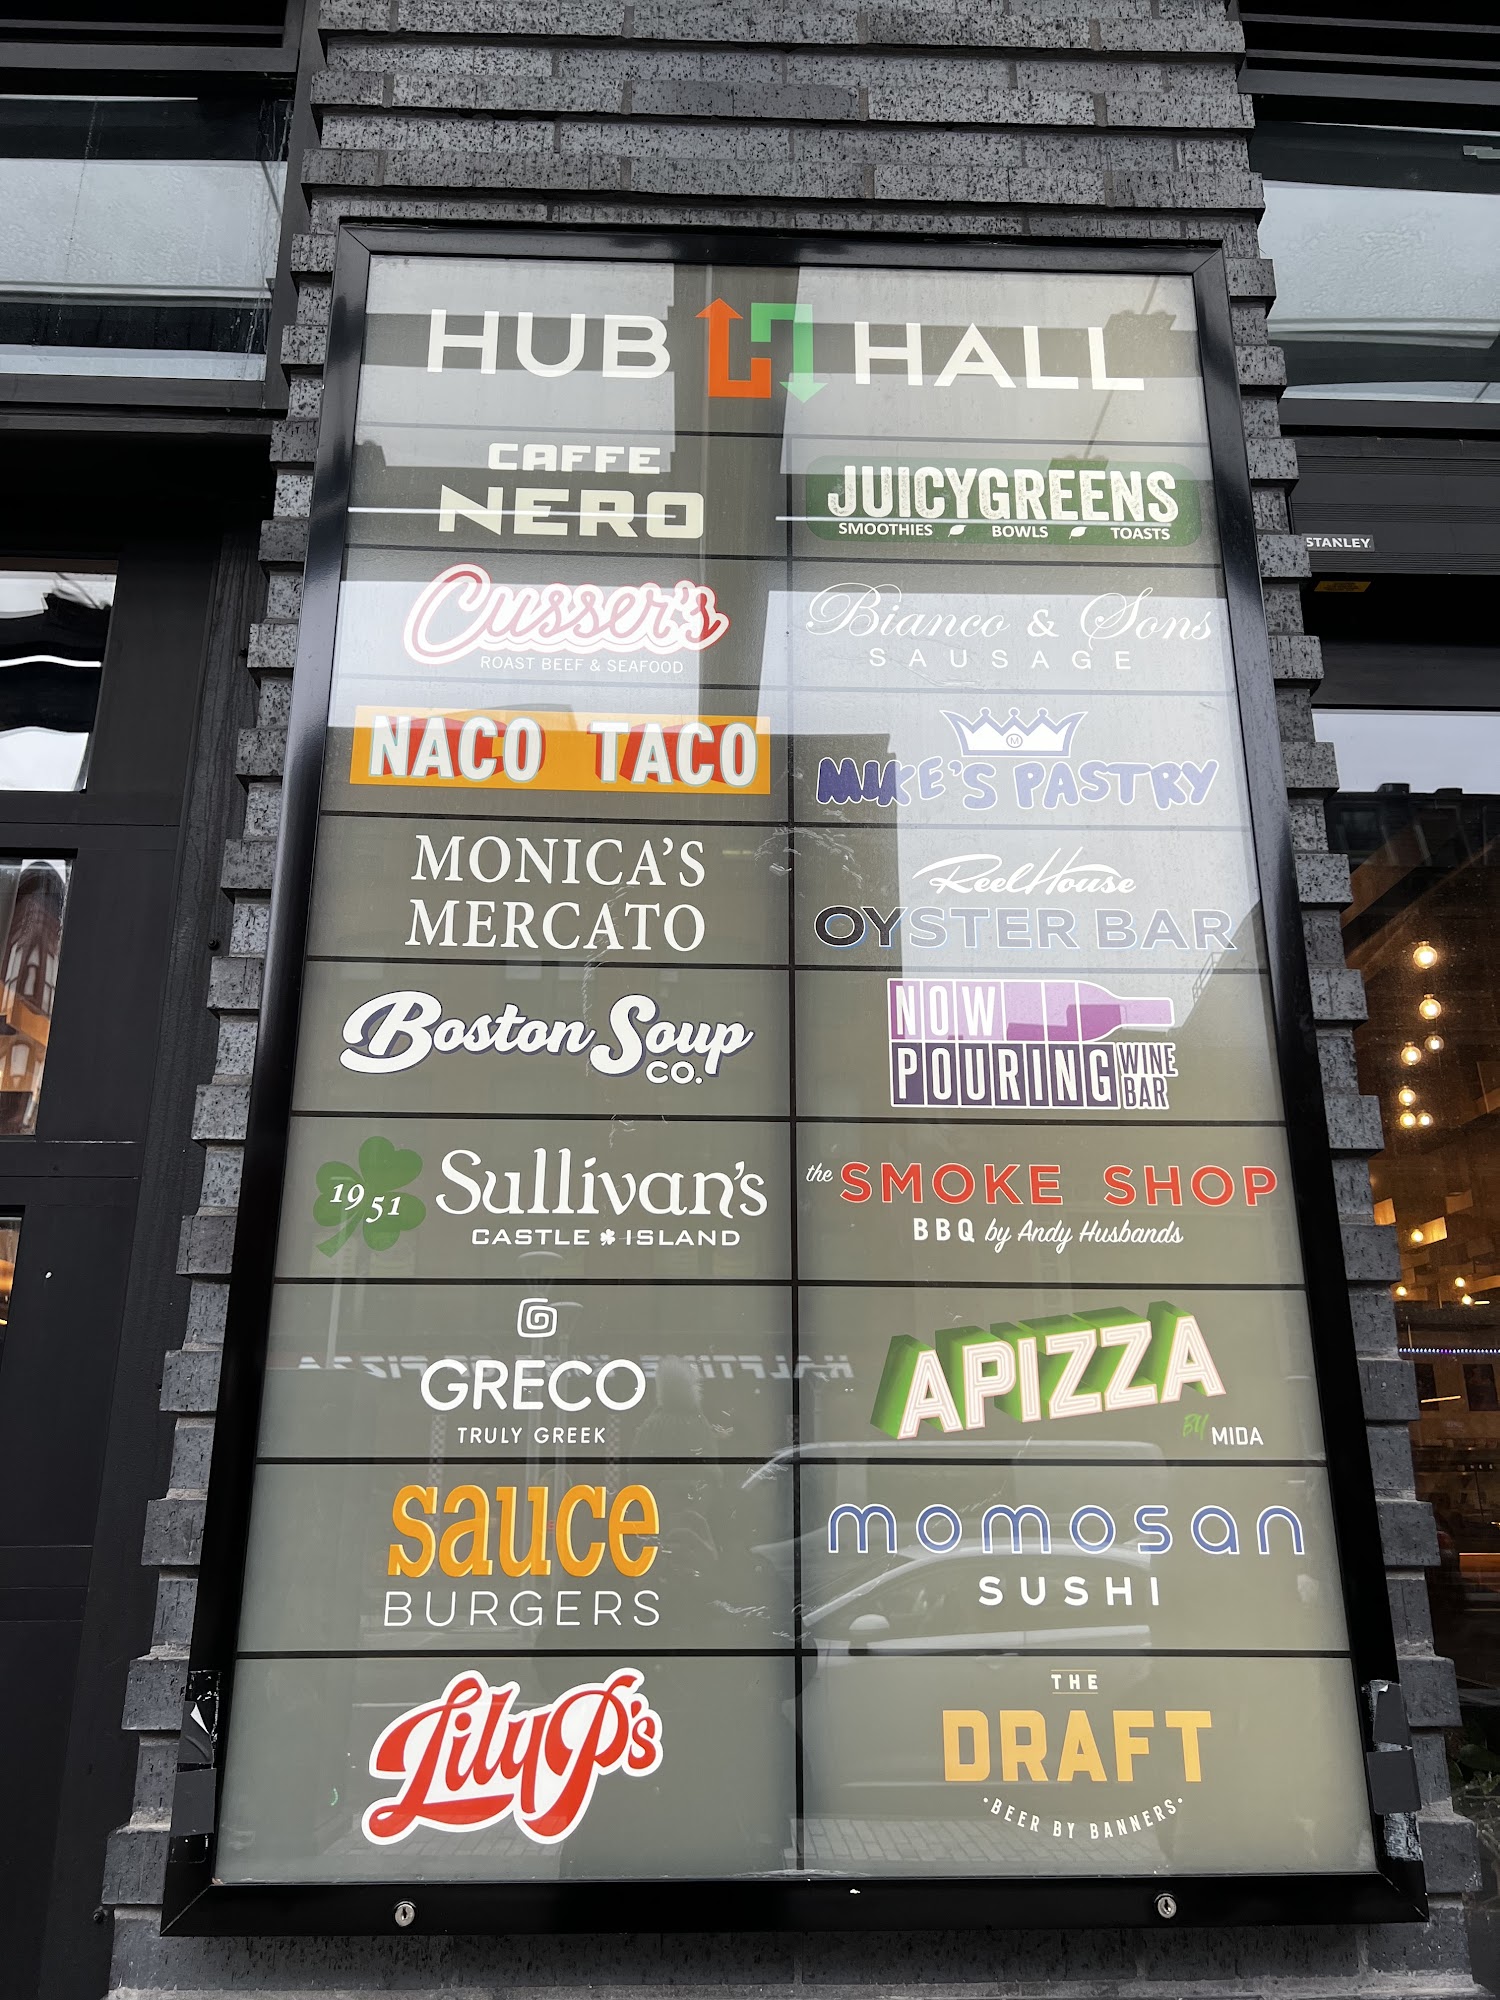 HUB HALL
CAFFE
NERO
JUICYGREENS
SMOOTHIES BOWLS TOASTS
STANLEY
Cusser's
ROAST BEEF & SEAFOOD
Bianco & Sons
SAUSAGE
NACO TACO
M
MIKE'S PASTRY
MONICA'S
MERCATO
ReelHouse
OYSTER BAR
Boston Soup
CO.
NOW
POURING
WINE
BAR
1951
Sullivan's
CASTLE ISLAND
the SMOKE SHOP
BBQ by Andy Husbands
GRECO
TRULY GREEK
APIZZA
BY MIDA
sauce
BURGERS
momosan
SUSHI
Lily P's
THE
DRAFT
·BEER BY BANNERS·